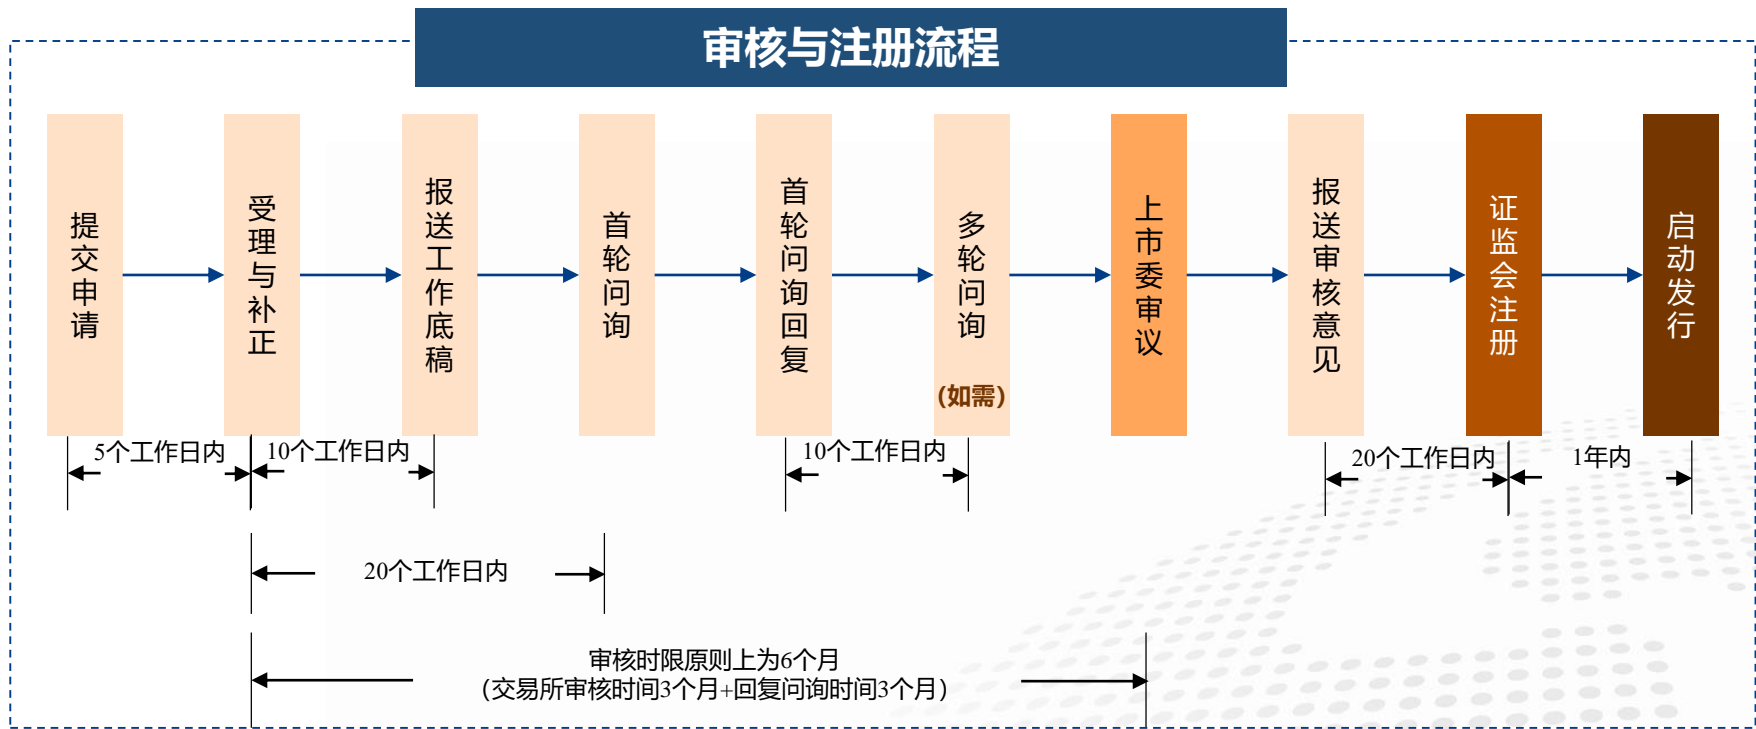 审核与注册流程
提交申请
受理与补正
报送工作底稿
首轮问询
首轮问询回复
多轮问询
(如需)
上市委审议
报送审核意见
证监会注册
启动发行
5个工作日内
10个工作日内
10个工作日内
20个工作日内
1年内
20个工作日内
审核时限原则上为6个月
（交易所审核时间3个月+回复问询时间3个月）